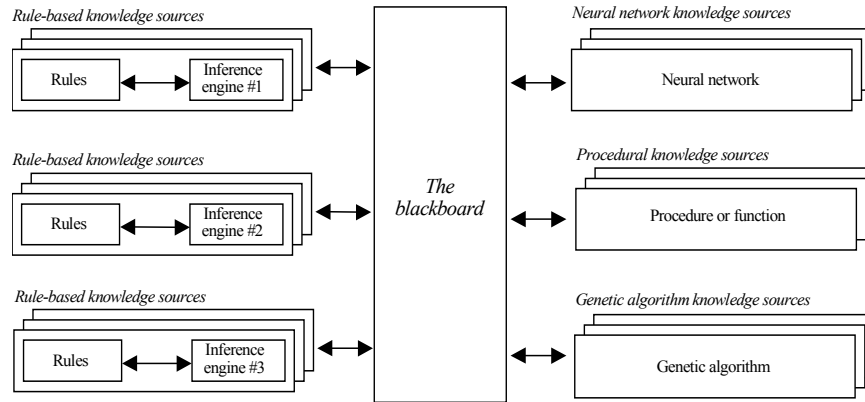 Rule-based knowledge sources
Rules
Inference
engine #1
Rule-based knowledge sources
Rules
Inference
engine #2
Rule-based knowledge sources
Rules
Inference
engine #3
The
blackboard
Neural network knowledge sources
Neural network
Procedural knowledge sources
Procedure or function
Genetic algorithm knowledge sources
Genetic algorithm